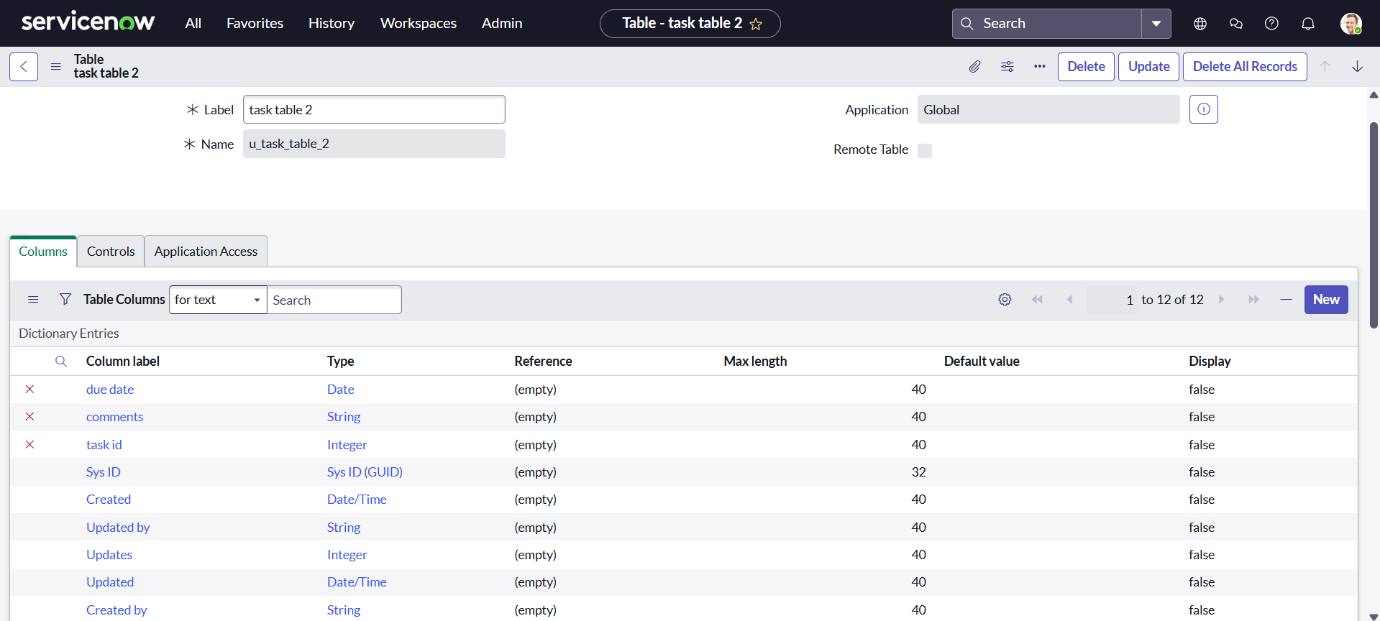 servicenow All Favorites History Workspaces Admin Table - task table 2 Search
Table
task table 2
Delete Update Delete All Records
Label task table 2 Application Global
Name u_task_table_2 Remote Table
Columns Controls Application Access
Table Columns for text Search 1 to 12 of 12 New
Dictionary Entries
Column label Type Reference Max length Default value Display
due date Date (empty) 40 false
comments String (empty) 40 false
task id Integer (empty) 40 false
Sys ID Sys ID (GUID) (empty) 32 false
Created Date/Time (empty) 40 false
Updated by String (empty) 40 false
Updates Integer (empty) 40 false
Updated Date/Time (empty) 40 false
Created by String (empty) 40 false